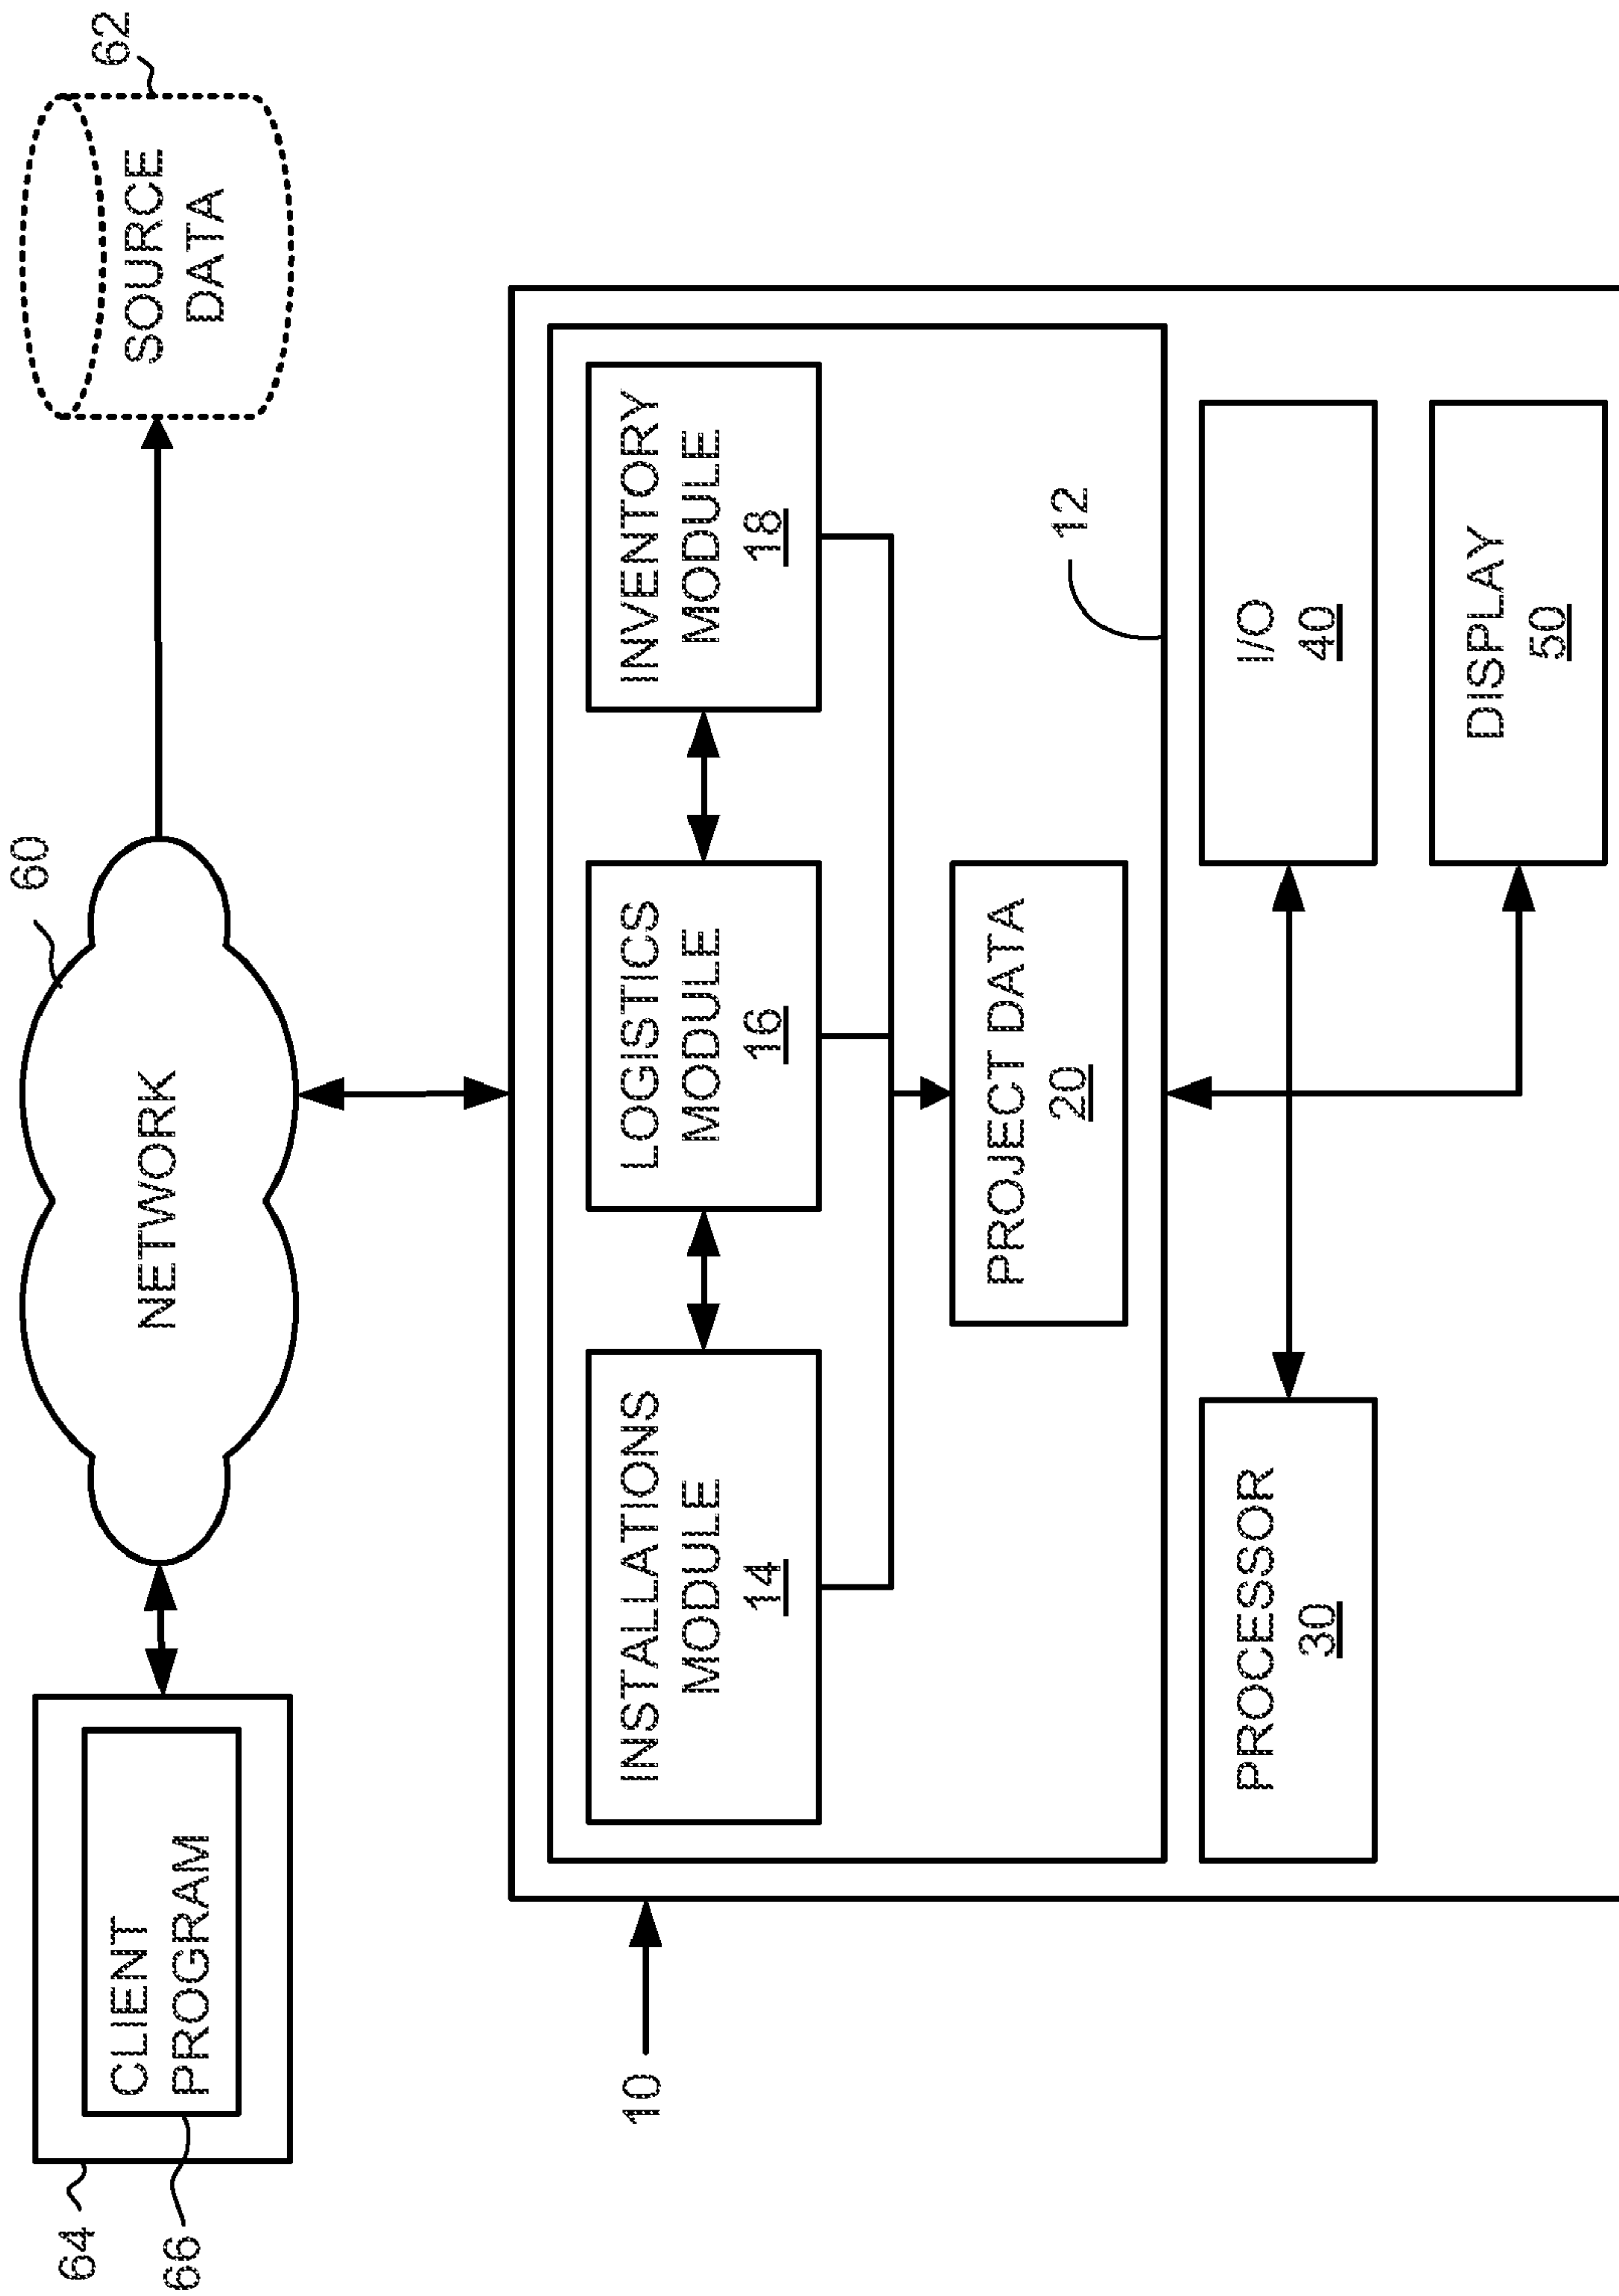 64
66
CLIENT
PROGRAM
NETWORK
60
SOURCE
DATA
62
10
INSTALLATIONS
MODULE
14
LOGISTICS
MODULE
16
INVENTORY
MODULE
18
PROJECT DATA
20
12
PROCESSOR
30
I/O
40
DISPLAY
50